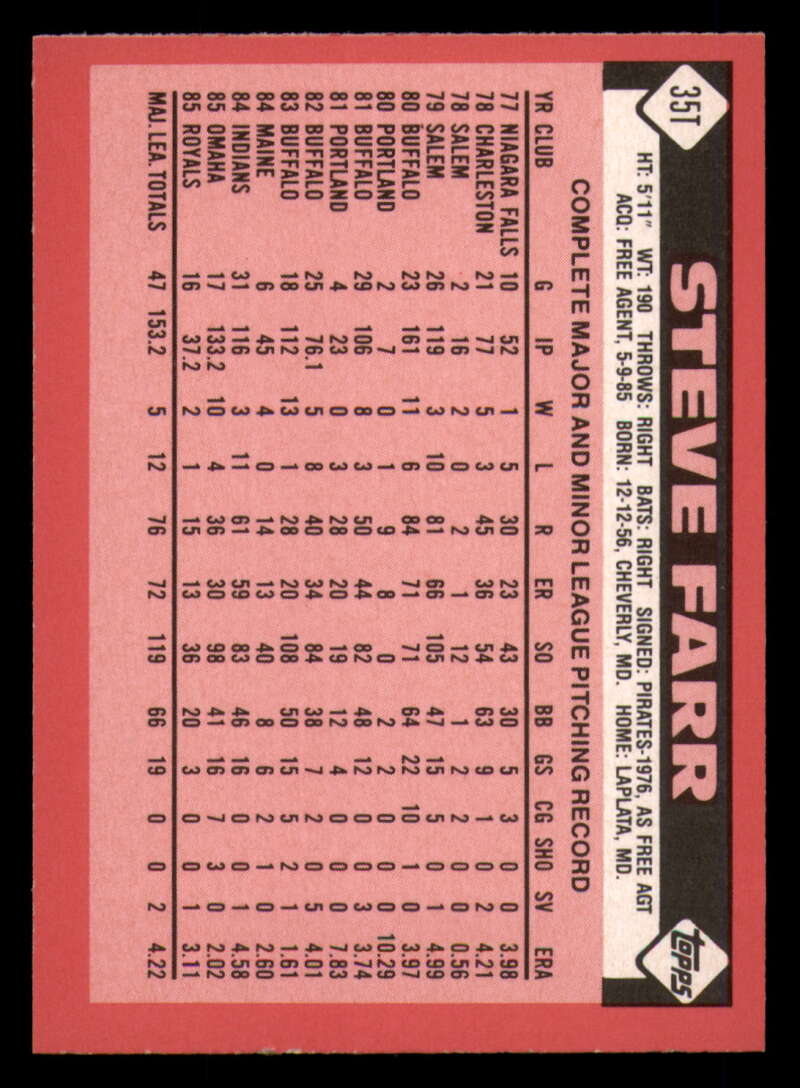 35T
STEVE FARR
topps
HT: 5'11" WT: 190 THROWS: RIGHT BATS: RIGHT SIGNED: PIRATES-1976, AS FREE AGT
ACQ: FREE AGENT, 5-9-85 BORN: 12-12-56, CHEVERLY, MD. HOME: LAPLATA, MD.
COMPLETE MAJOR AND MINOR LEAGUE PITCHING RECORD
YR CLUB G IP W L R ER SO BB GS CG SHO SV ERA
77 NIAGARA FALLS 10 52 1 5 30 23 43 30 5 3 0 0 3.98
78 CHARLESTON 21 77 5 3 45 36 54 63 9 1 0 2 4.21
78 SALEM 2 16 2 0 2 1 12 1 2 2 0 0 0.56
79 SALEM 26 119 3 10 81 66 105 47 15 5 0 1 4.99
80 BUFFALO 23 161 11 6 84 71 71 64 22 10 1 0 3.97
80 PORTLAND 2 7 0 1 9 8 0 2 2 0 0 0 10.29
81 BUFFALO 29 106 8 3 50 44 82 48 12 0 0 3 3.74
81 PORTLAND 4 23 0 3 28 20 19 12 4 0 0 0 7.83
82 BUFFALO 25 76.1 5 8 40 34 84 38 7 2 0 5 4.01
83 BUFFALO 18 112 13 1 28 20 108 50 15 5 2 1 1.61
84 MAINE 6 45 4 0 14 13 40 8 6 2 1 0 2.60
84 INDIANS 31 116 3 11 61 59 83 46 16 0 0 1 4.58
85 OMAHA 17 133.2 10 4 36 30 98 41 16 7 3 0 2.02
85 ROYALS 16 37.2 2 1 15 13 36 20 3 0 0 1 3.11
MAJ. LEA. TOTALS 47 153.2 5 12 76 72 119 66 19 0 0 2 4.22